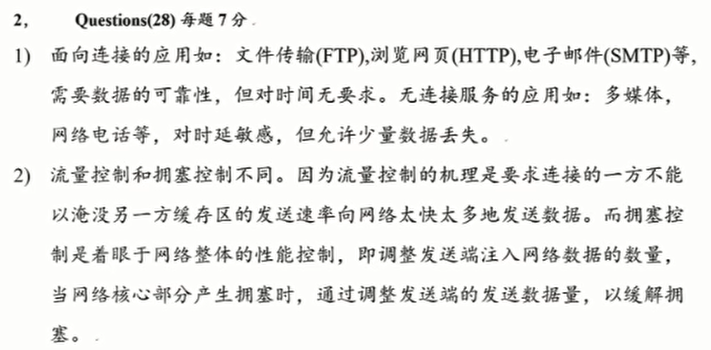 2, Questions(28) 每题 7 分.
1) 面向连接的应用如：文件传输(FTP),浏览网页(HTTP),电子邮件(SMTP)等，
需要数据的可靠性，但对时间无要求。无连接服务的应用如：多媒体，
网络电话等，对时延敏感，但允许少量数据丢失。
2) 流量控制和拥塞控制不同。因为流量控制的机理是要求连接的一方不能
以淹没另一方缓存区的发送速率向网络太快太多地发送数据。而拥塞控
制是着眼于网络整体的性能控制，即调整发送端注入网络数据的数量，
当网络核心部分产生拥塞时，通过调整发送端的发送数据量，以缓解拥
塞。